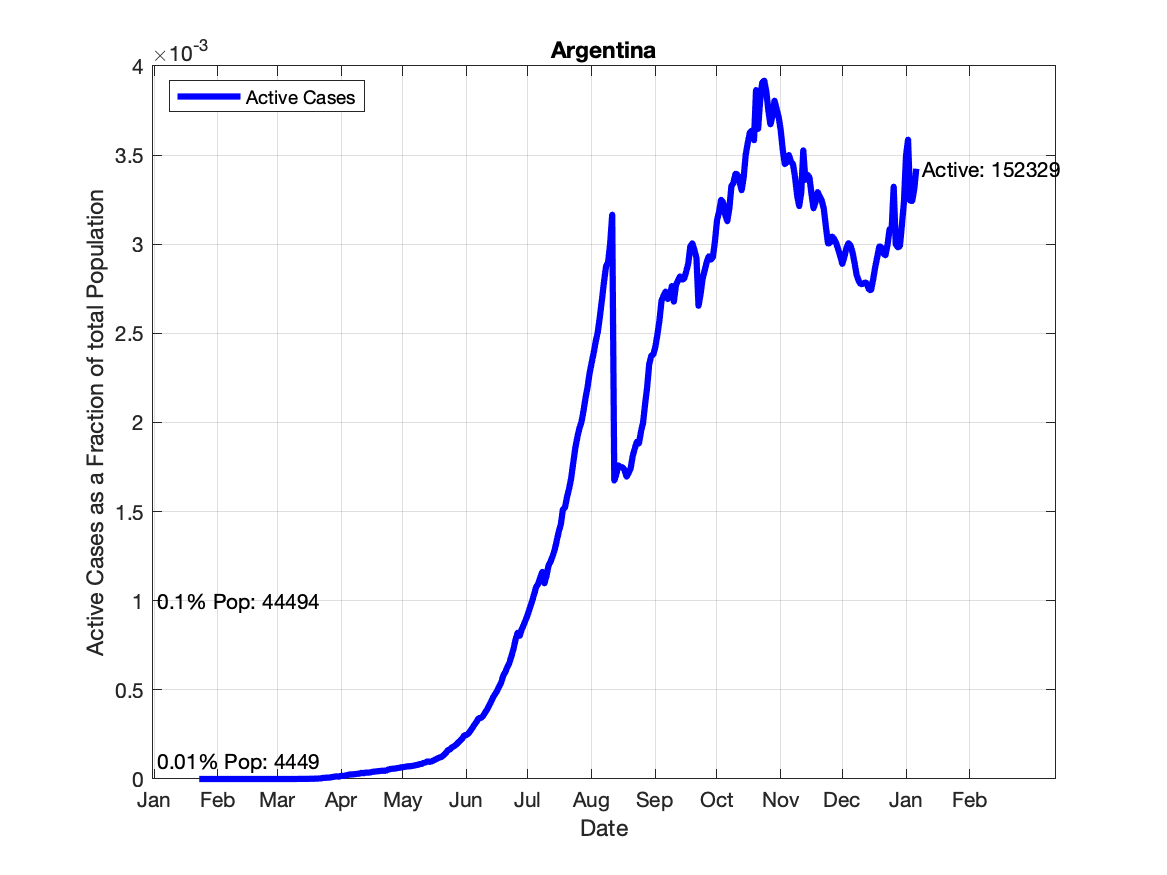 Argentina
×10-3
4
3.5
3
2.5
2
1.5
1
0.5
0
Active Cases as a Fraction of total Population
Active Cases
Active: 152329
0.1% Pop: 44494
0.01% Pop: 4449
Jan Feb Mar Apr May Jun Jul Aug Sep Oct Nov Dec Jan Feb
Date